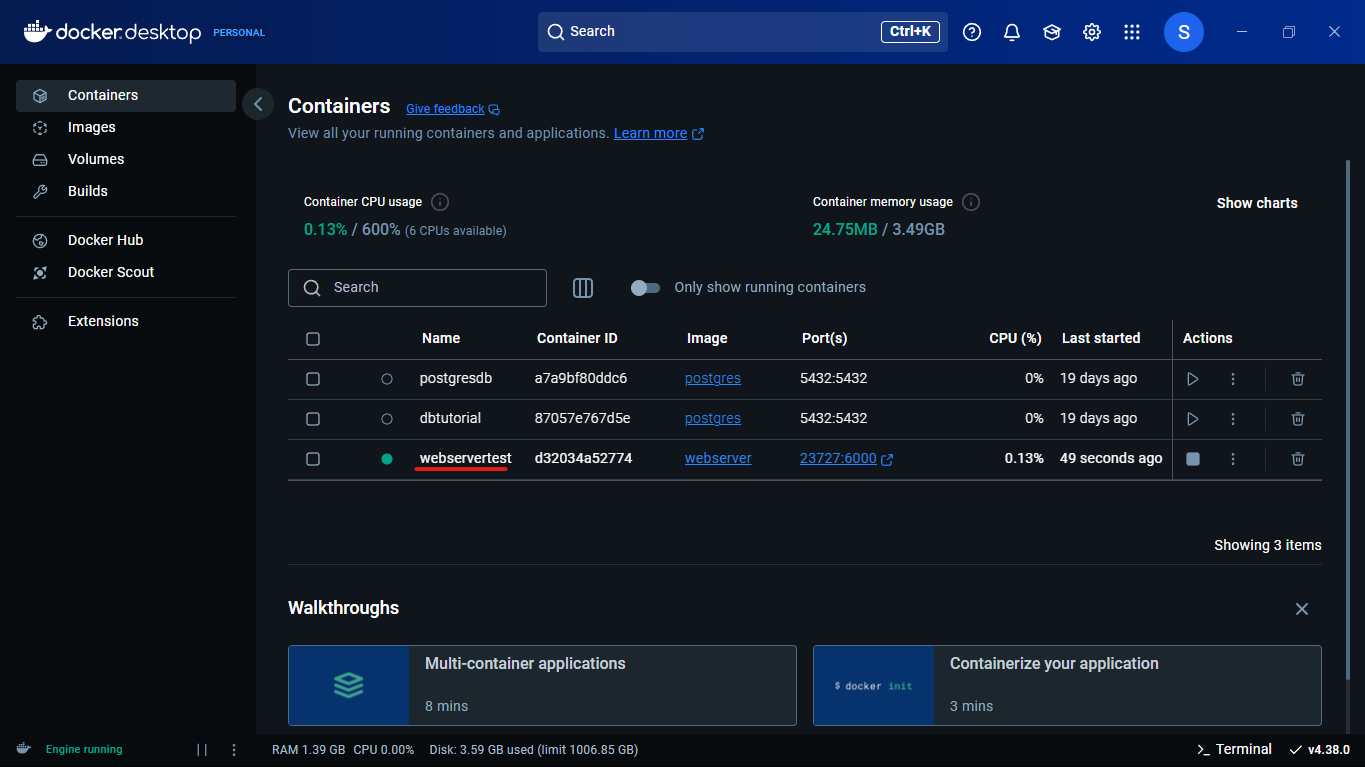 docker.desktop PERSONAL Search Ctrl+K S
Containers
Images
Volumes
Builds
Docker Hub
Docker Scout
Extensions
Containers Give feedback
View all your running containers and applications. Learn more
Container CPU usage Container memory usage Show charts
0.13% / 600% (6 CPUs available) 24.75MB / 3.49GB
Search Only show running containers
Name Container ID Image Port(s) CPU (%) Last started Actions
postgresdb a7a9bf80ddc6 postgres 5432:5432 0% 19 days ago
dbtutorial 87057e767d5e postgres 5432:5432 0% 19 days ago
webservertest d32034a52774 webserver 23727:6000 0.13% 49 seconds ago
Showing 3 items
Walkthroughs
Multi-container applications
8 mins
$ docker init
Containerize your application
3 mins
Engine running RAM 1.39 GB CPU 0.00% Disk: 3.59 GB used (limit 1006.85 GB) >_ Terminal v4.38.0